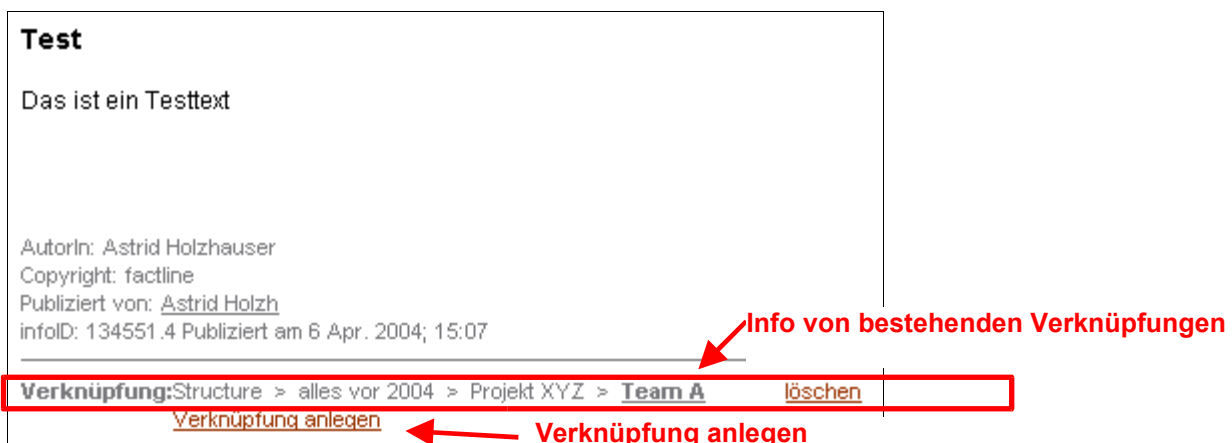 Test
Das ist ein Testtext
AutorIn: Astrid Holzhauser
Copyright: factline
Publiziert von: Astrid Holzh
infoID: 134551.4 Publiziert am 6 Apr. 2004; 15:07
Info von bestehenden Verknüpfungen
Verknüpfung:Structure > alles vor 2004 > Projekt XYZ > Team A löschen
Verknüpfung anlegen
Verknüpfung anlegen